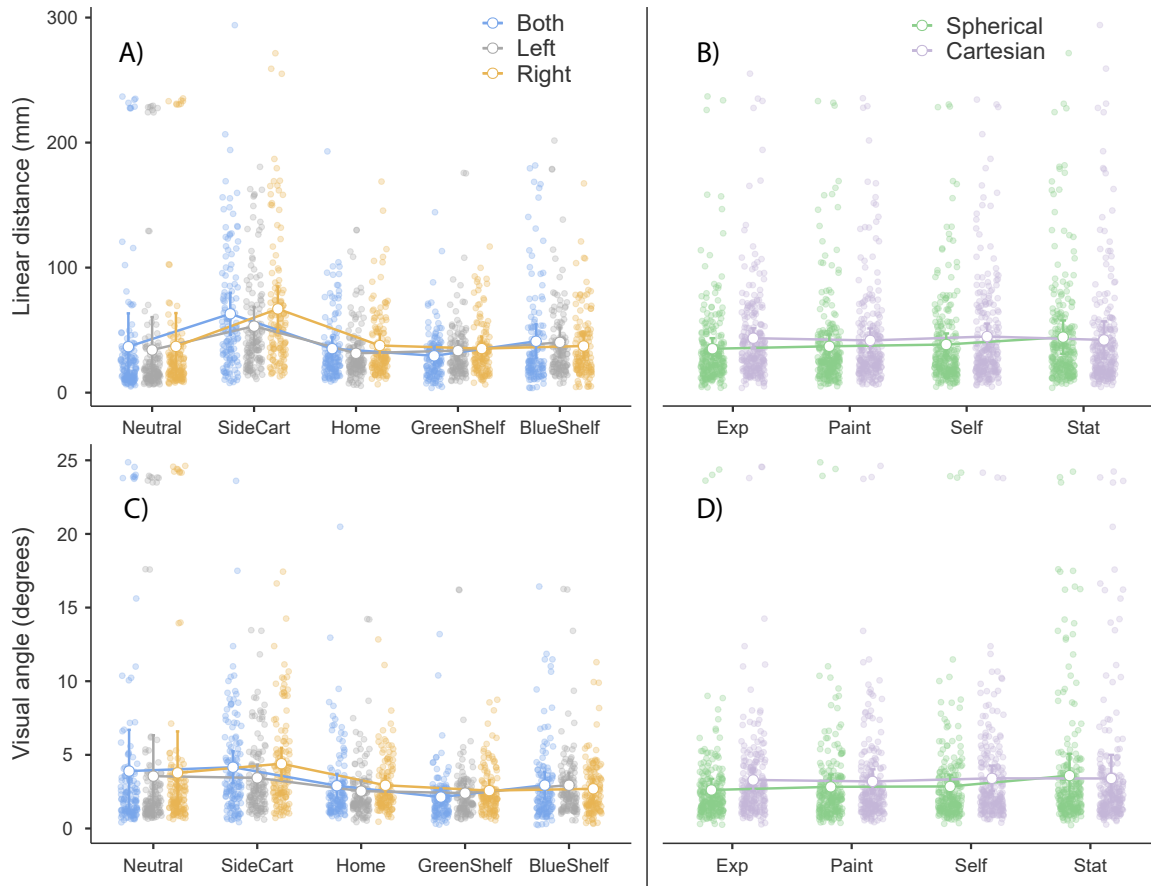 300
200
100
0
Linear distance (mm)
A)
Both
Left
Right
Neutral SideCart Home GreenShelf BlueShelf
B)
Spherical
Cartesian
Exp Paint Self Stat
25
20
15
10
5
0
Visual angle (degrees)
C)
Neutral SideCart Home GreenShelf BlueShelf
D)
Exp Paint Self Stat